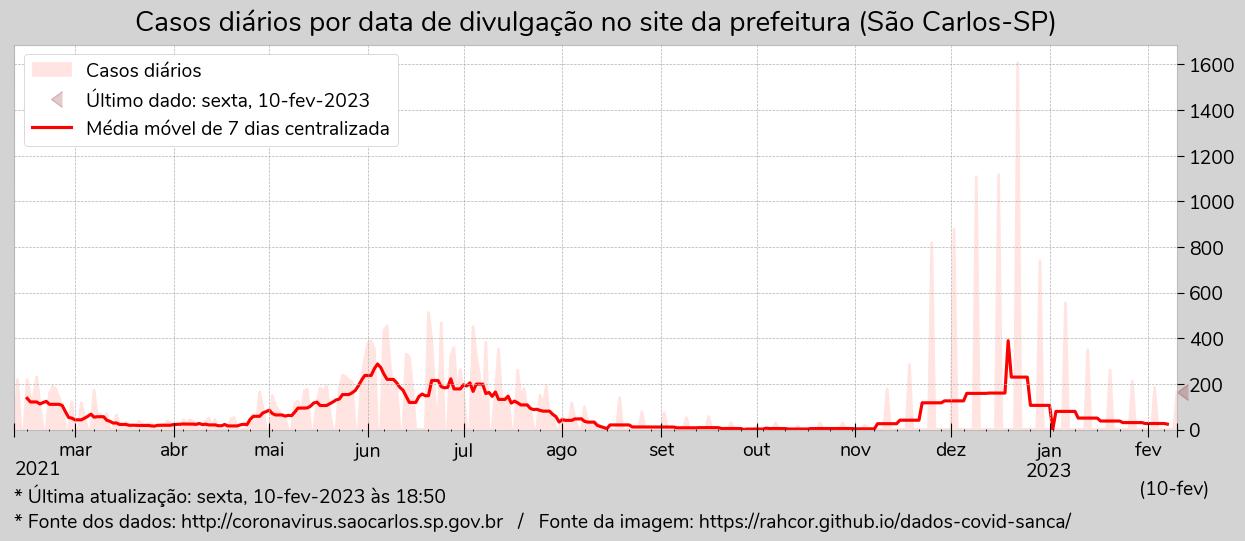 Casos diários por data de divulgação no site da prefeitura (São Carlos-SP)
Casos diários
Último dado: sexta, 10-fev-2023
Média móvel de 7 dias centralizada
1600
1400
1200
1000
800
600
400
200
0
mar abr mai jun jul ago set out nov dez jan fev
2021 2023
(10-fev)
* Última atualização: sexta, 10-fev-2023 às 18:50
* Fonte dos dados: http://coronavirus.saocarlos.sp.gov.br / Fonte da imagem: https://rahcor.github.io/dados-covid-sanca/